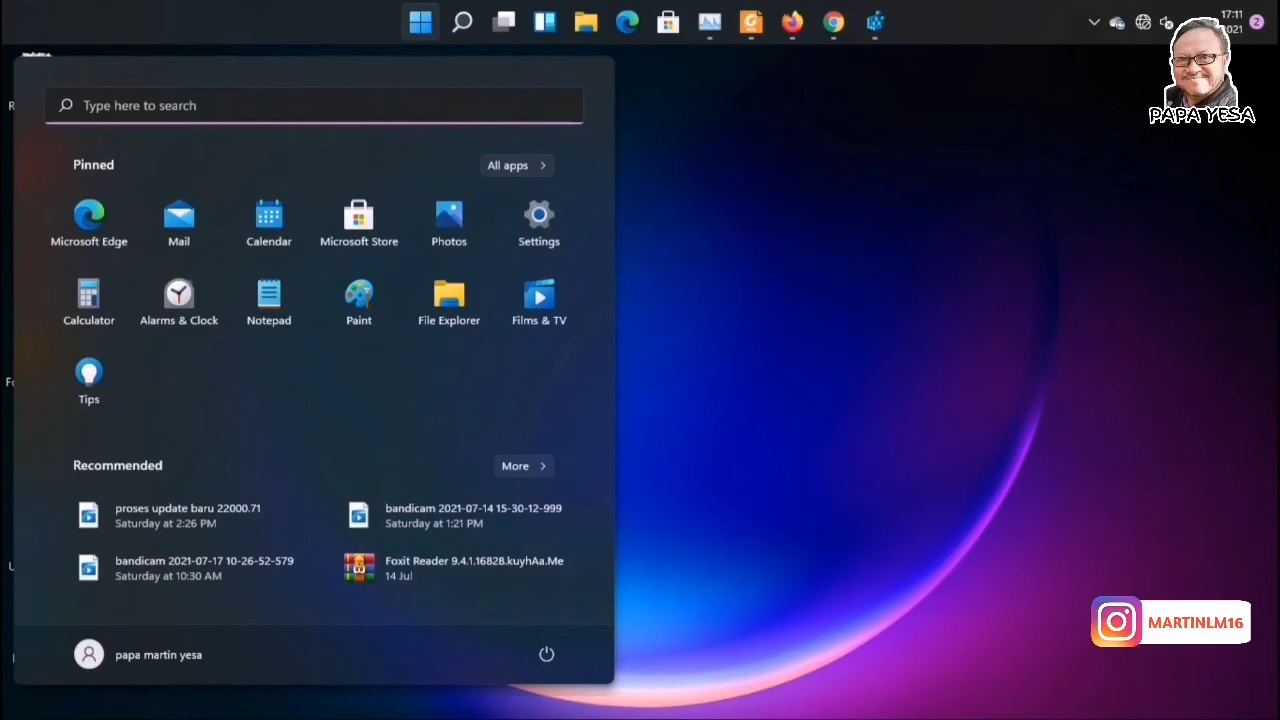 17:11
2021
2
PAPA YESA
Type here to search
Pinned
All apps
Microsoft Edge
Mail
Calendar
Microsoft Store
Photos
Settings
Calculator
Alarms & Clock
Notepad
Paint
File Explorer
Films & TV
Tips
Recommended
More
proses update baru 22000.71
Saturday at 2:26 PM
bandicam 2021-07-14 15-30-12-999
Saturday at 1:21 PM
bandicam 2021-07-17 10-26-52-579
Saturday at 10:30 AM
Foxit Reader 9.4.1.16828.kuyhAa.Me
14 Jul
MARTINLM16
papa martin yesa